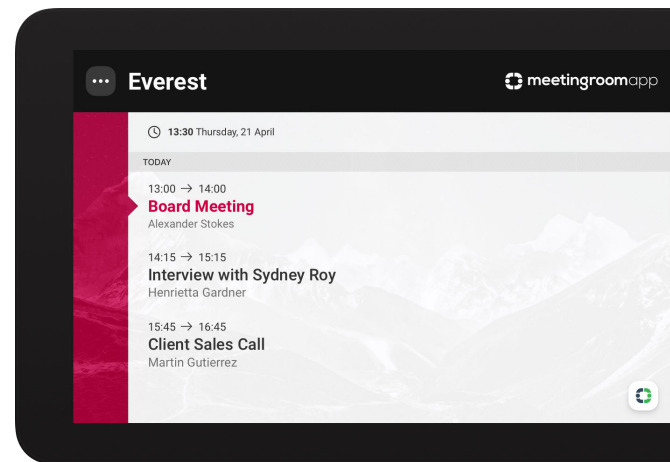 Everest
meetingroomapp
13:30 Thursday, 21 April
TODAY
13:00 → 14:00
Board Meeting
Alexander Stokes
14:15 → 15:15
Interview with Sydney Roy
Henrietta Gardner
15:45 → 16:45
Client Sales Call
Martin Gutierrez